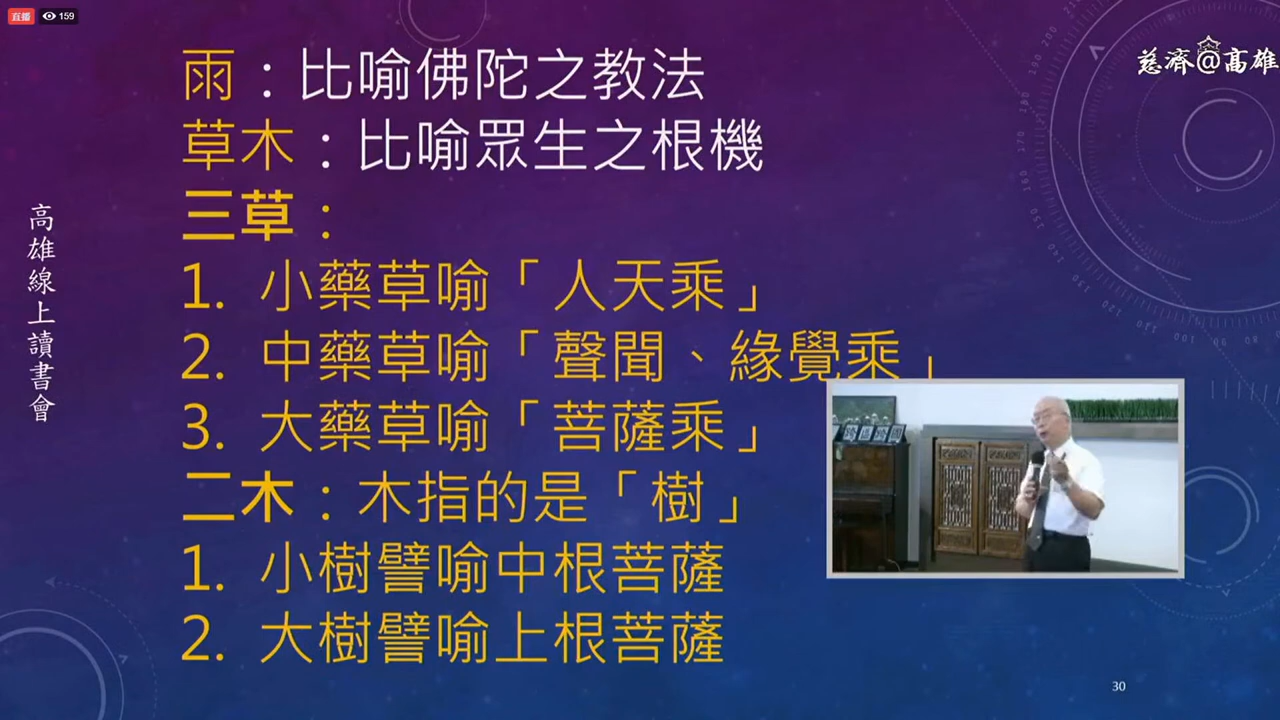 直播 159
慈濟@高雄
高雄線上讀書會
雨：比喻佛陀之教法
草木：比喻眾生之根機
三草：
1. 小藥草喻「人天乘」
2. 中藥草喻「聲聞、緣覺乘」
3. 大藥草喻「菩薩乘」
二木：木指的是「樹」
1. 小樹譬喻中根菩薩
2. 大樹譬喻上根菩薩
30